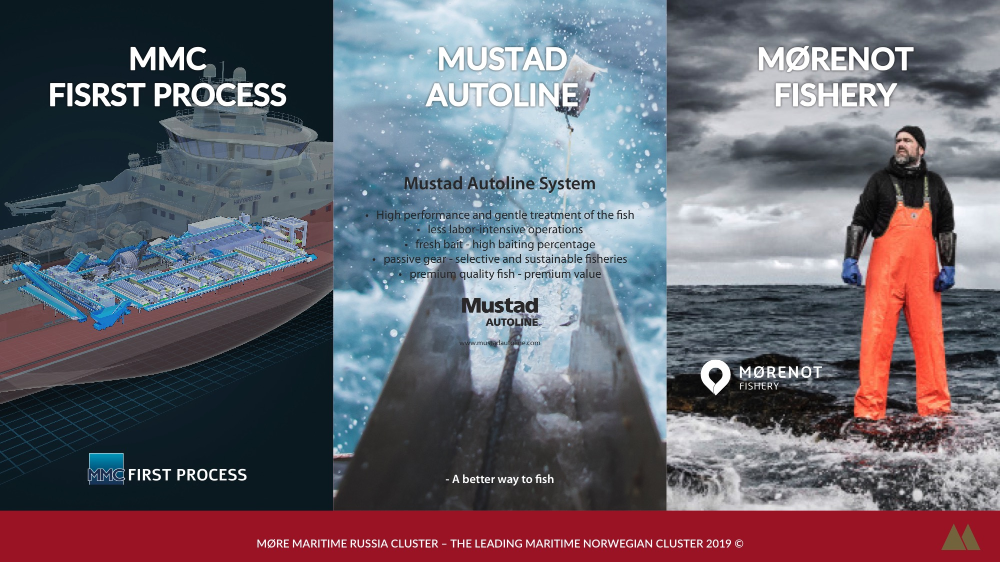 MMC
FISRST PROCESS
HAVYARD 555
MMC FIRST PROCESS
MUSTAD
AUTOLINE
Mustad Autoline System
• High performance and gentle treatment of the fish
• less labor-intensive operations
• fresh bait - high baiting percentage
• passive gear - selective and sustainable fisheries
• premium quality fish - premium value
Mustad
AUTOLINE
www.mustadautoline.com
- A better way to fish
MØRENOT
FISHERY
MØRENOT
FISHERY
MØRE MARITIME RUSSIA CLUSTER – THE LEADING MARITIME NORWEGIAN CLUSTER 2019 ©